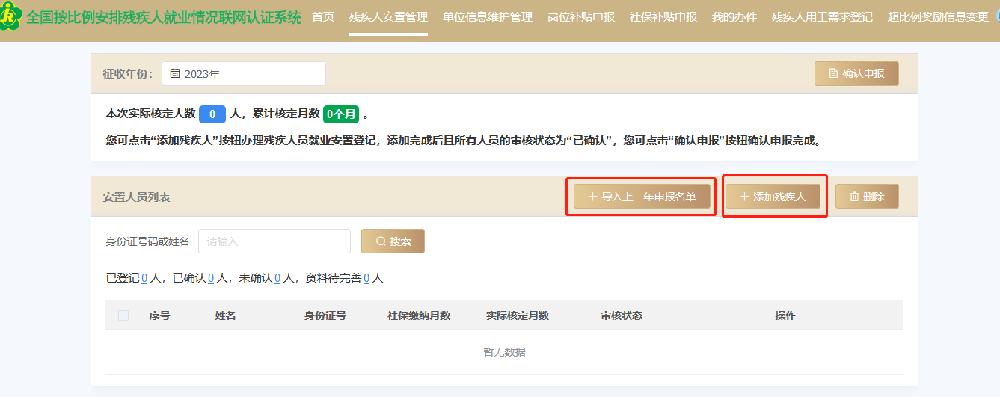 全国按比例安排残疾人就业情况联网认证系统 首页 残疾人安置管理 单位信息维护管理 岗位补贴申报 社保补贴申报 我的办件 残疾人用工需求登记 超比例奖励信息变更
征收年份： 2023年 确认申报
本次实际核定人数 0 人，累计核定月数 0个月 。
您可点击“添加残疾人”按钮办理残疾人员就业安置登记，添加完成后且所有人员的审核状态为“已确认”，您可点击“确认申报”按钮确认申报完成。
安置人员列表 导入上一年申报名单 添加残疾人 删除
身份证号码或姓名 请输入 搜索
已登记0人，已确认0人，未确认0人，资料待完善0人
序号 姓名 身份证号 社保缴纳月数 实际核定月数 审核状态 操作
暂无数据